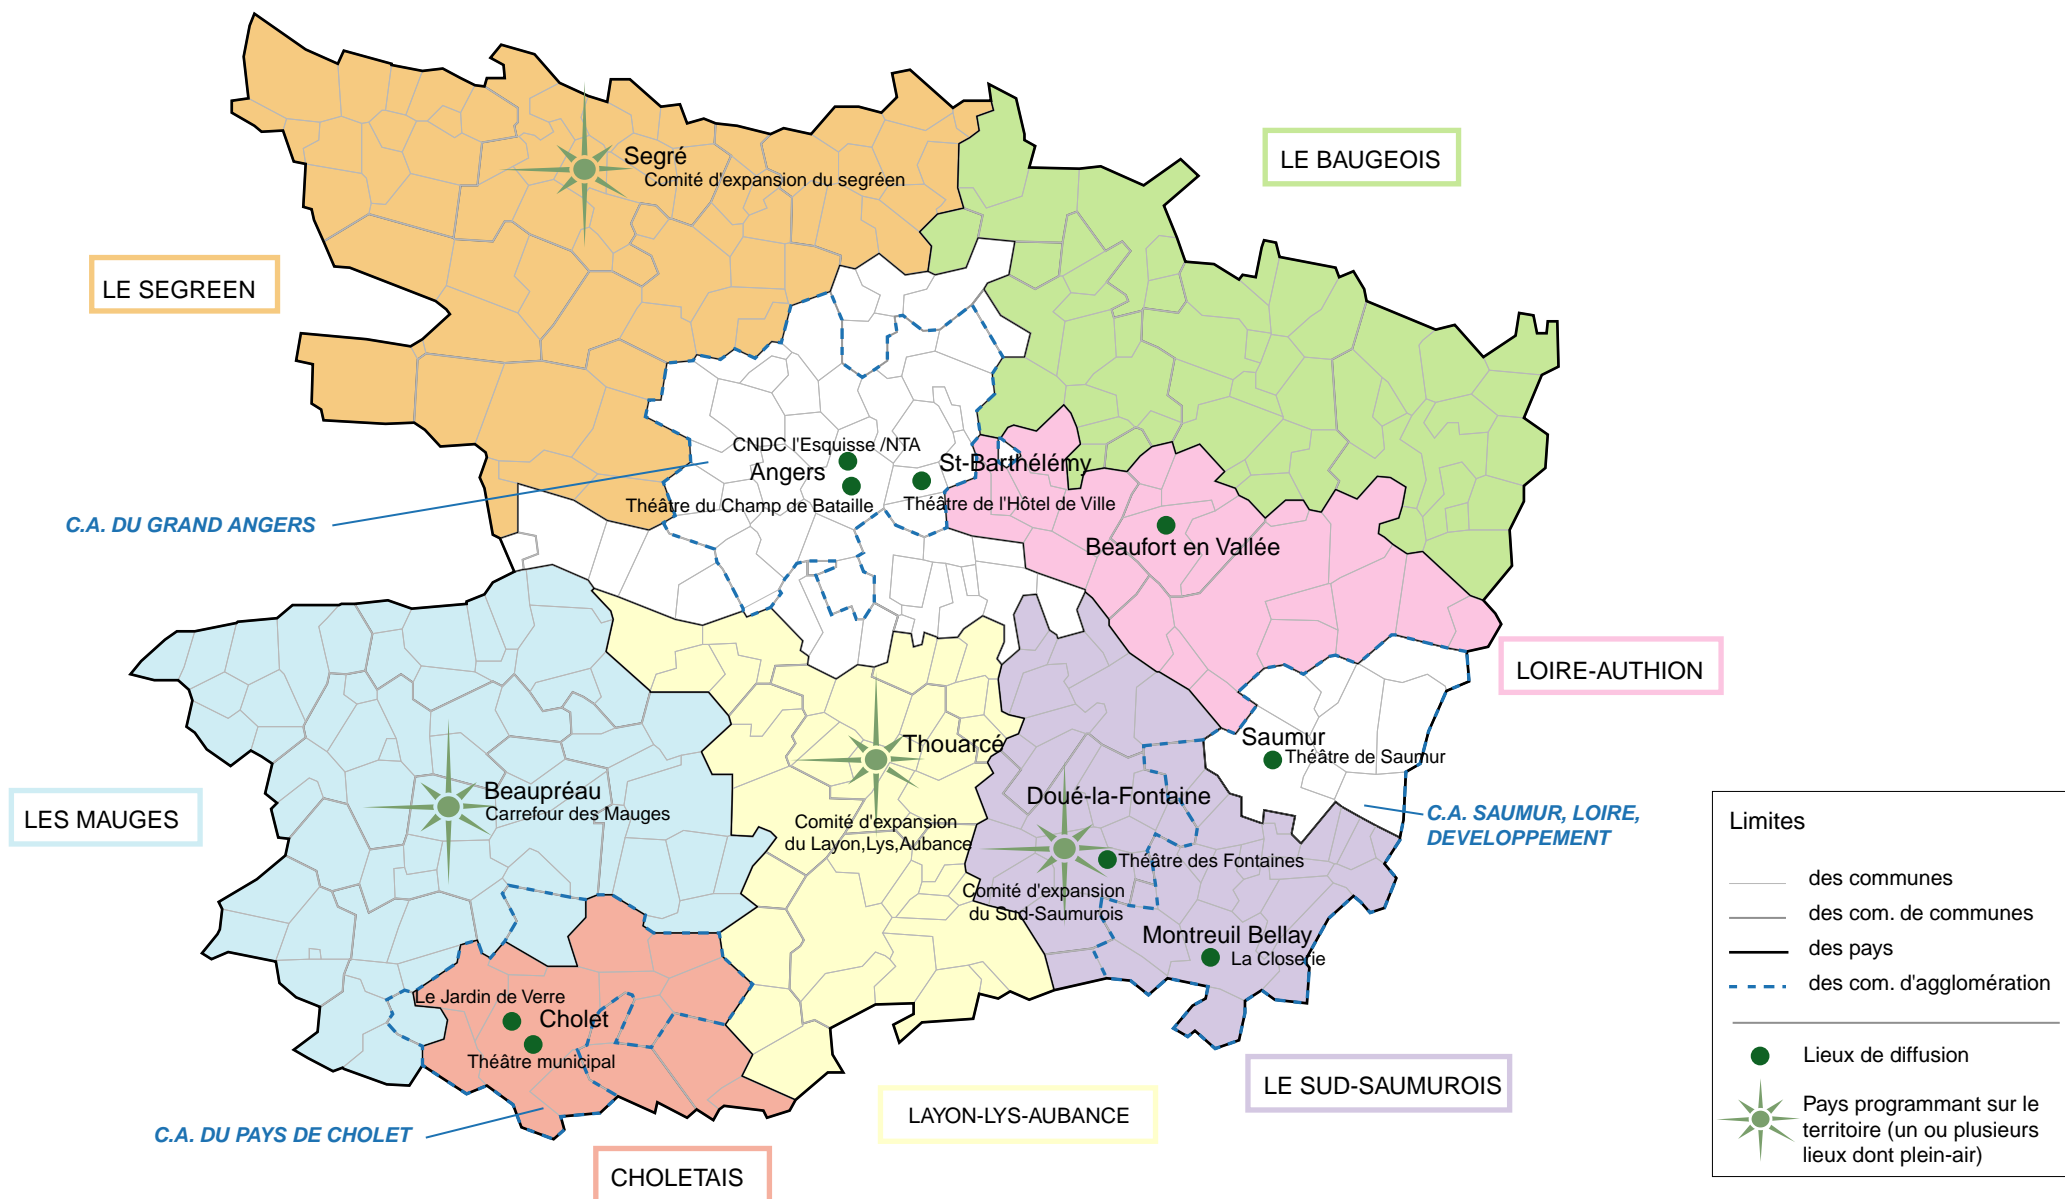 LE BAUGEOIS
Segré
Comité d'expansion du segréen
LE SEGREEN
CNDC l'Esquisse /NTA
Angers
St-Barthélémy
Théâtre du Champ de Bataille
Théâtre de l'Hôtel de Ville
C.A. DU GRAND ANGERS
Beaufort en Vallée
LOIRE-AUTHION
Saumur
Théâtre de Saumur
Thouarcé
Comité d'expansion
du Layon,Lys,Aubance
Beaupréau
Carrefour des Mauges
LES MAUGES
Doué-la-Fontaine
Théâtre des Fontaines
Comité d'expansion
du Sud-Saumurois
C.A. SAUMUR, LOIRE,
DEVELOPPEMENT
Montreuil Bellay
La Closerie
Le Jardin de Verre
Cholet
Théâtre municipal
C.A. DU PAYS DE CHOLET
LE SUD-SAUMUROIS
LAYON-LYS-AUBANCE
CHOLETAIS
Limites
des communes
des com. de communes
des pays
des com. d'agglomération
Lieux de diffusion
Pays programmant sur le
territoire (un ou plusieurs
lieux dont plein-air)